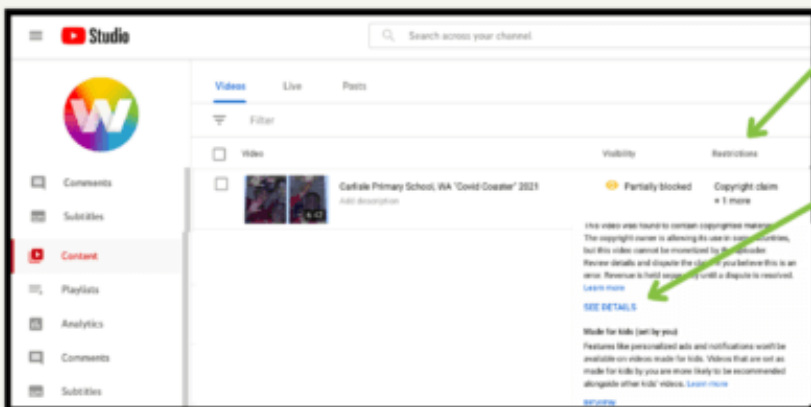 Studio
Search across your channel
W
Videos Live Posts
Filter
Video Visibility Restrictions
Comments
Subtitles
Content
Playlists
Analytics
Comments
Subtitles
6:47
Carlisle Primary School, WA "Covid Coaster" 2021
Add description
Partially blocked
Copyright claim
+ 1 more
This video was found to contain copyrighted material.
The copyright owner is allowing its use in some countries,
but this video cannot be monetized by the uploader.
Review details and dispute the claim if you believe this is an
error. Revenue is held separately until a dispute is resolved.
Learn more
SEE DETAILS
Made for kids (set by you)
Features like personalized ads and notifications won't be
available on videos made for kids. Videos that are set as
made for kids by you are more likely to be recommended
alongside other kids' videos. Learn more